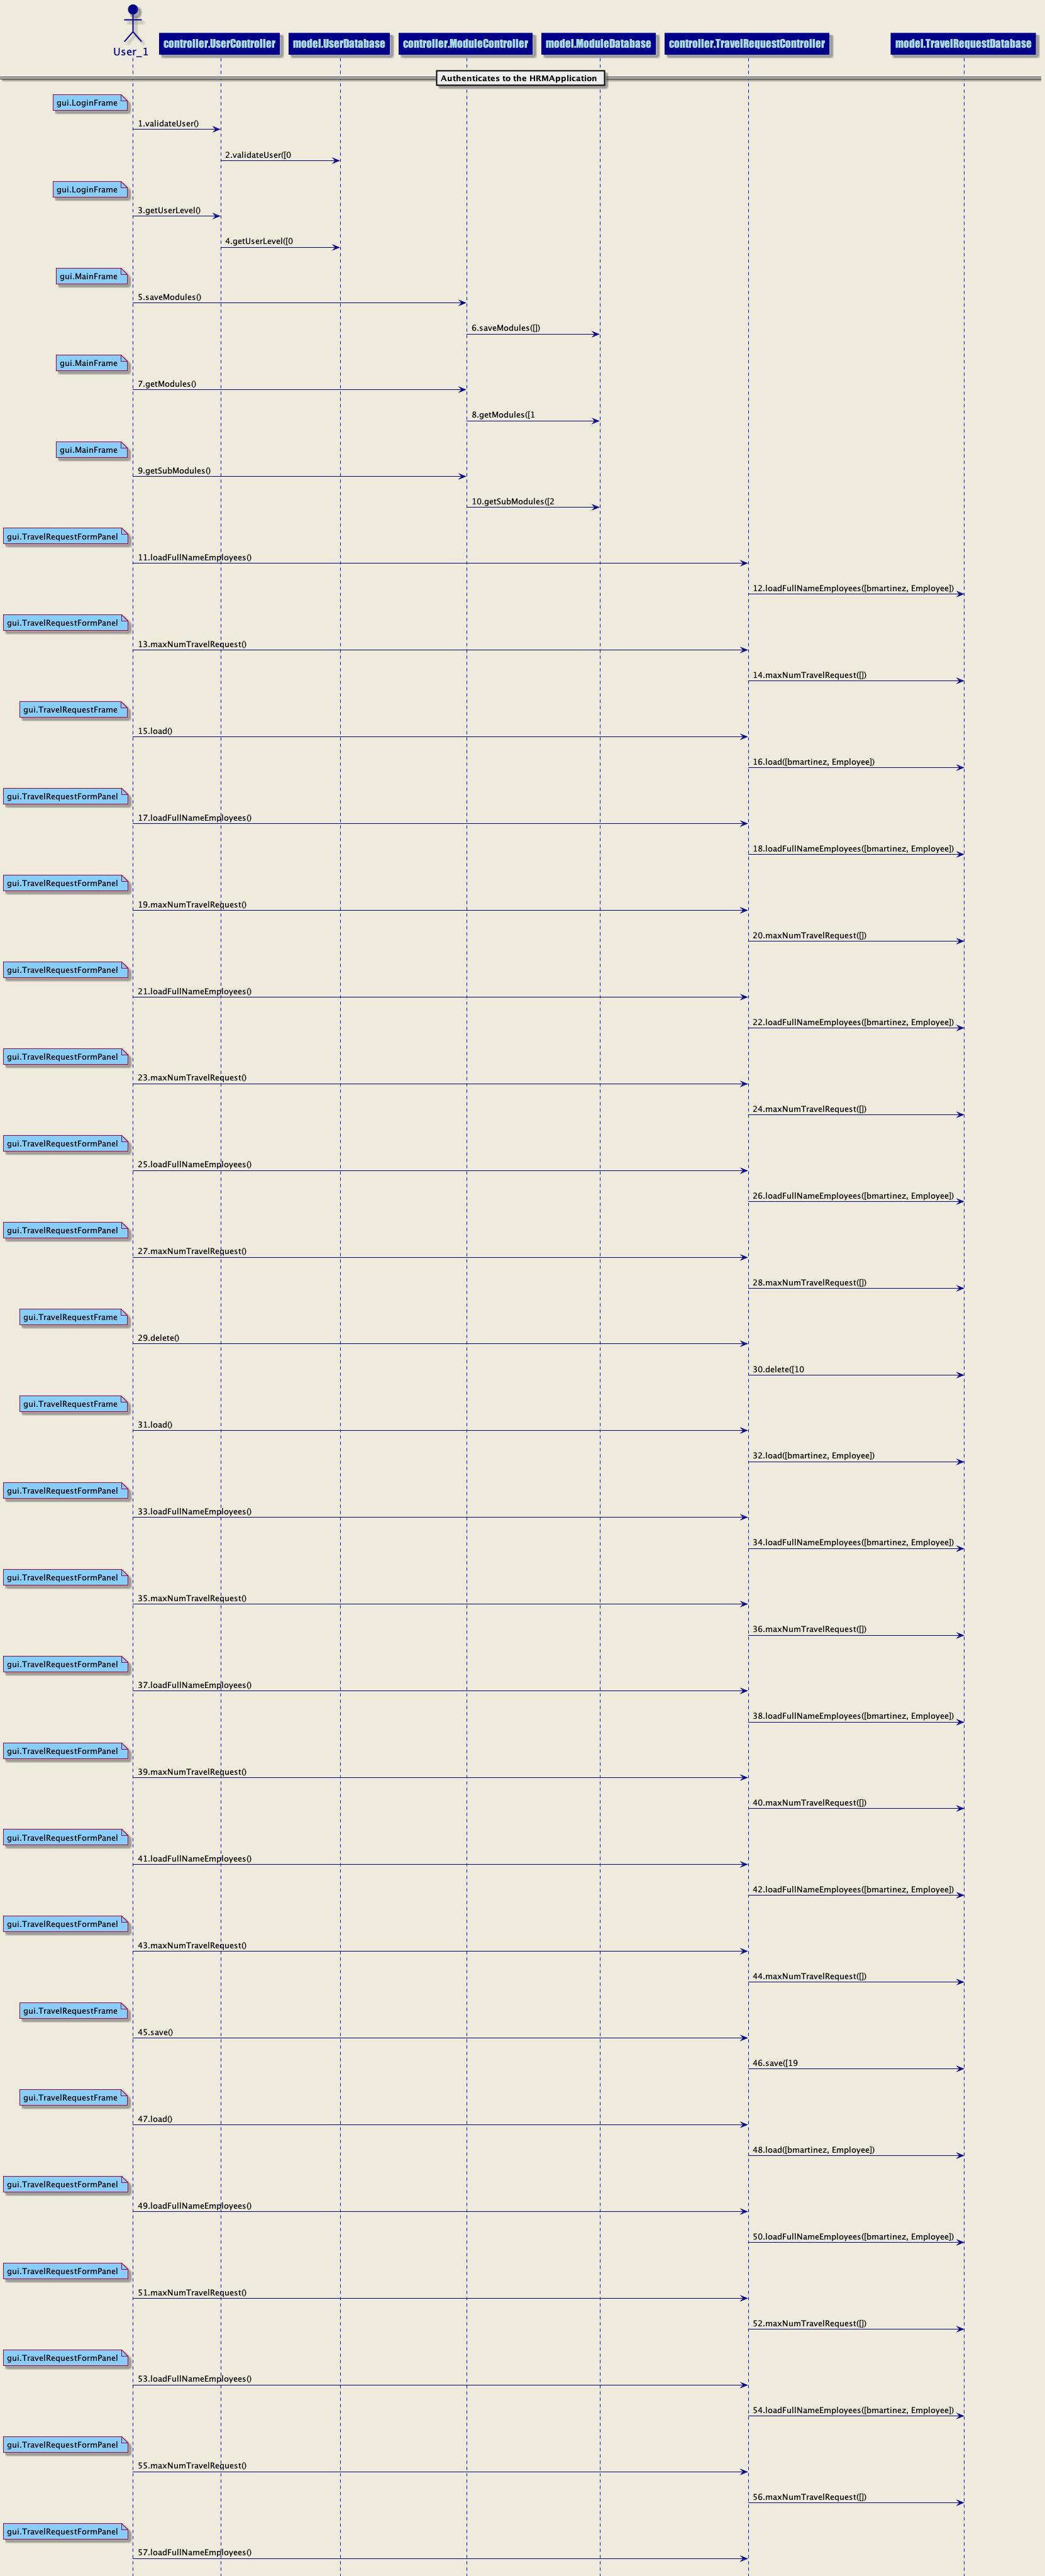 User_1
controller.UserController
model.UserDatabase
controller.ModuleController
model.ModuleDatabase
controller.TravelRequestController
model.TravelRequestDatabase
Authenticates to the HRMApplication
gui.LoginFrame
1.validateUser()
2.validateUser([0
gui.LoginFrame
3.getUserLevel()
4.getUserLevel([0
gui.MainFrame
5.saveModules()
6.saveModules([])
gui.MainFrame
7.getModules()
8.getModules([1
gui.MainFrame
9.getSubModules()
10.getSubModules([2
gui.TravelRequestFormPanel
11.loadFullNameEmployees()
12.loadFullNameEmployees([bmartinez, Employee])
gui.TravelRequestFormPanel
13.maxNumTravelRequest()
14.maxNumTravelRequest([])
gui.TravelRequestFrame
15.load()
16.load([bmartinez, Employee])
gui.TravelRequestFormPanel
17.loadFullNameEmployees()
18.loadFullNameEmployees([bmartinez, Employee])
gui.TravelRequestFormPanel
19.maxNumTravelRequest()
20.maxNumTravelRequest([])
gui.TravelRequestFormPanel
21.loadFullNameEmployees()
22.loadFullNameEmployees([bmartinez, Employee])
gui.TravelRequestFormPanel
23.maxNumTravelRequest()
24.maxNumTravelRequest([])
gui.TravelRequestFormPanel
25.loadFullNameEmployees()
26.loadFullNameEmployees([bmartinez, Employee])
gui.TravelRequestFormPanel
27.maxNumTravelRequest()
28.maxNumTravelRequest([])
gui.TravelRequestFrame
29.delete()
30.delete([10
gui.TravelRequestFrame
31.load()
32.load([bmartinez, Employee])
gui.TravelRequestFormPanel
33.loadFullNameEmployees()
34.loadFullNameEmployees([bmartinez, Employee])
gui.TravelRequestFormPanel
35.maxNumTravelRequest()
36.maxNumTravelRequest([])
gui.TravelRequestFormPanel
37.loadFullNameEmployees()
38.loadFullNameEmployees([bmartinez, Employee])
gui.TravelRequestFormPanel
39.maxNumTravelRequest()
40.maxNumTravelRequest([])
gui.TravelRequestFormPanel
41.loadFullNameEmployees()
42.loadFullNameEmployees([bmartinez, Employee])
gui.TravelRequestFormPanel
43.maxNumTravelRequest()
44.maxNumTravelRequest([])
gui.TravelRequestFrame
45.save()
46.save([19
gui.TravelRequestFrame
47.load()
48.load([bmartinez, Employee])
gui.TravelRequestFormPanel
49.loadFullNameEmployees()
50.loadFullNameEmployees([bmartinez, Employee])
gui.TravelRequestFormPanel
51.maxNumTravelRequest()
52.maxNumTravelRequest([])
gui.TravelRequestFormPanel
53.loadFullNameEmployees()
54.loadFullNameEmployees([bmartinez, Employee])
gui.TravelRequestFormPanel
55.maxNumTravelRequest()
56.maxNumTravelRequest([])
gui.TravelRequestFormPanel
57.loadFullNameEmployees()